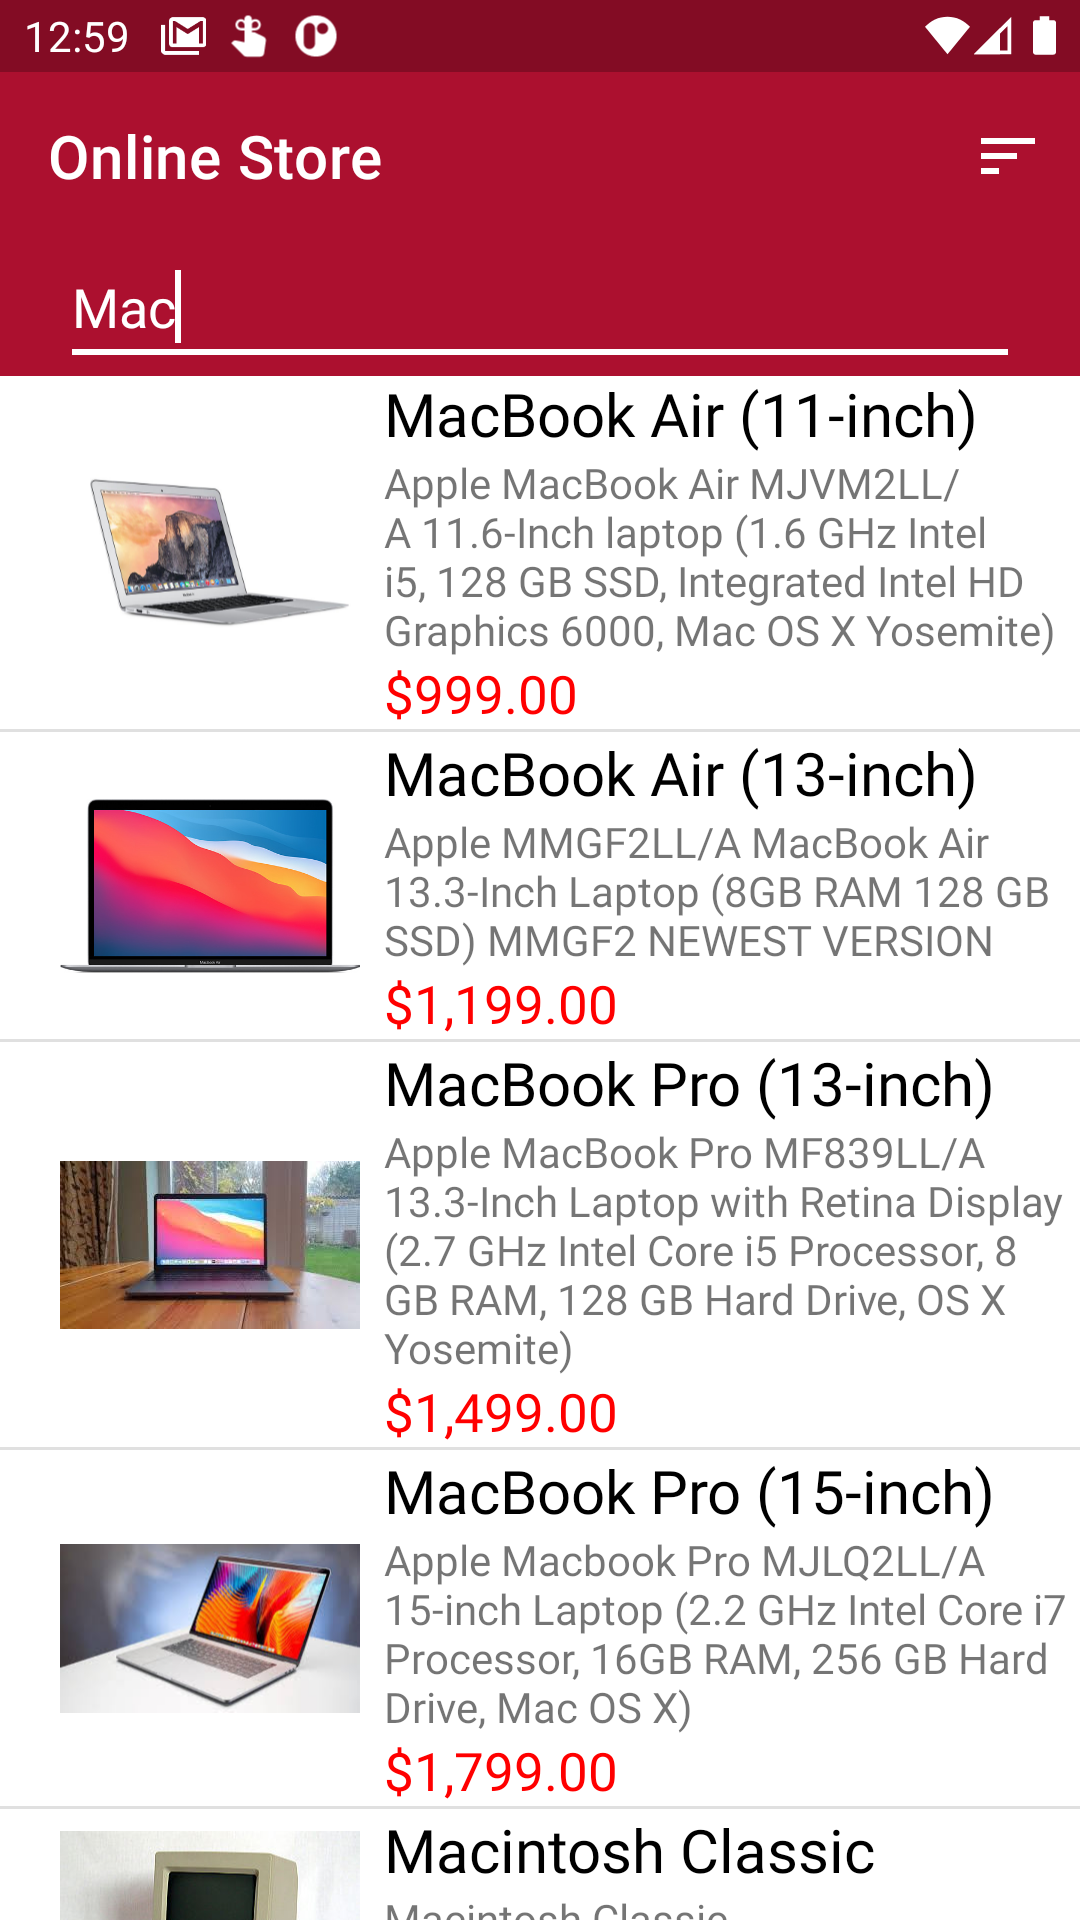 12:59
Online Store
Mac
MacBook Air (11-inch)
Apple MacBook Air MJVM2LL/
A 11.6-Inch laptop (1.6 GHz Intel
i5, 128 GB SSD, Integrated Intel HD
Graphics 6000, Mac OS X Yosemite)
$999.00
MacBook Air (13-inch)
Apple MMGF2LL/A MacBook Air
13.3-Inch Laptop (8GB RAM 128 GB
SSD) MMGF2 NEWEST VERSION
$1,199.00
MacBook Pro (13-inch)
Apple MacBook Pro MF839LL/A
13.3-Inch Laptop with Retina Display
(2.7 GHz Intel Core i5 Processor, 8
GB RAM, 128 GB Hard Drive, OS X
Yosemite)
$1,499.00
MacBook Pro (15-inch)
Apple Macbook Pro MJLQ2LL/A
15-inch Laptop (2.2 GHz Intel Core i7
Processor, 16GB RAM, 256 GB Hard
Drive, Mac OS X)
$1,799.00
Macintosh Classic
Macintosh Classic